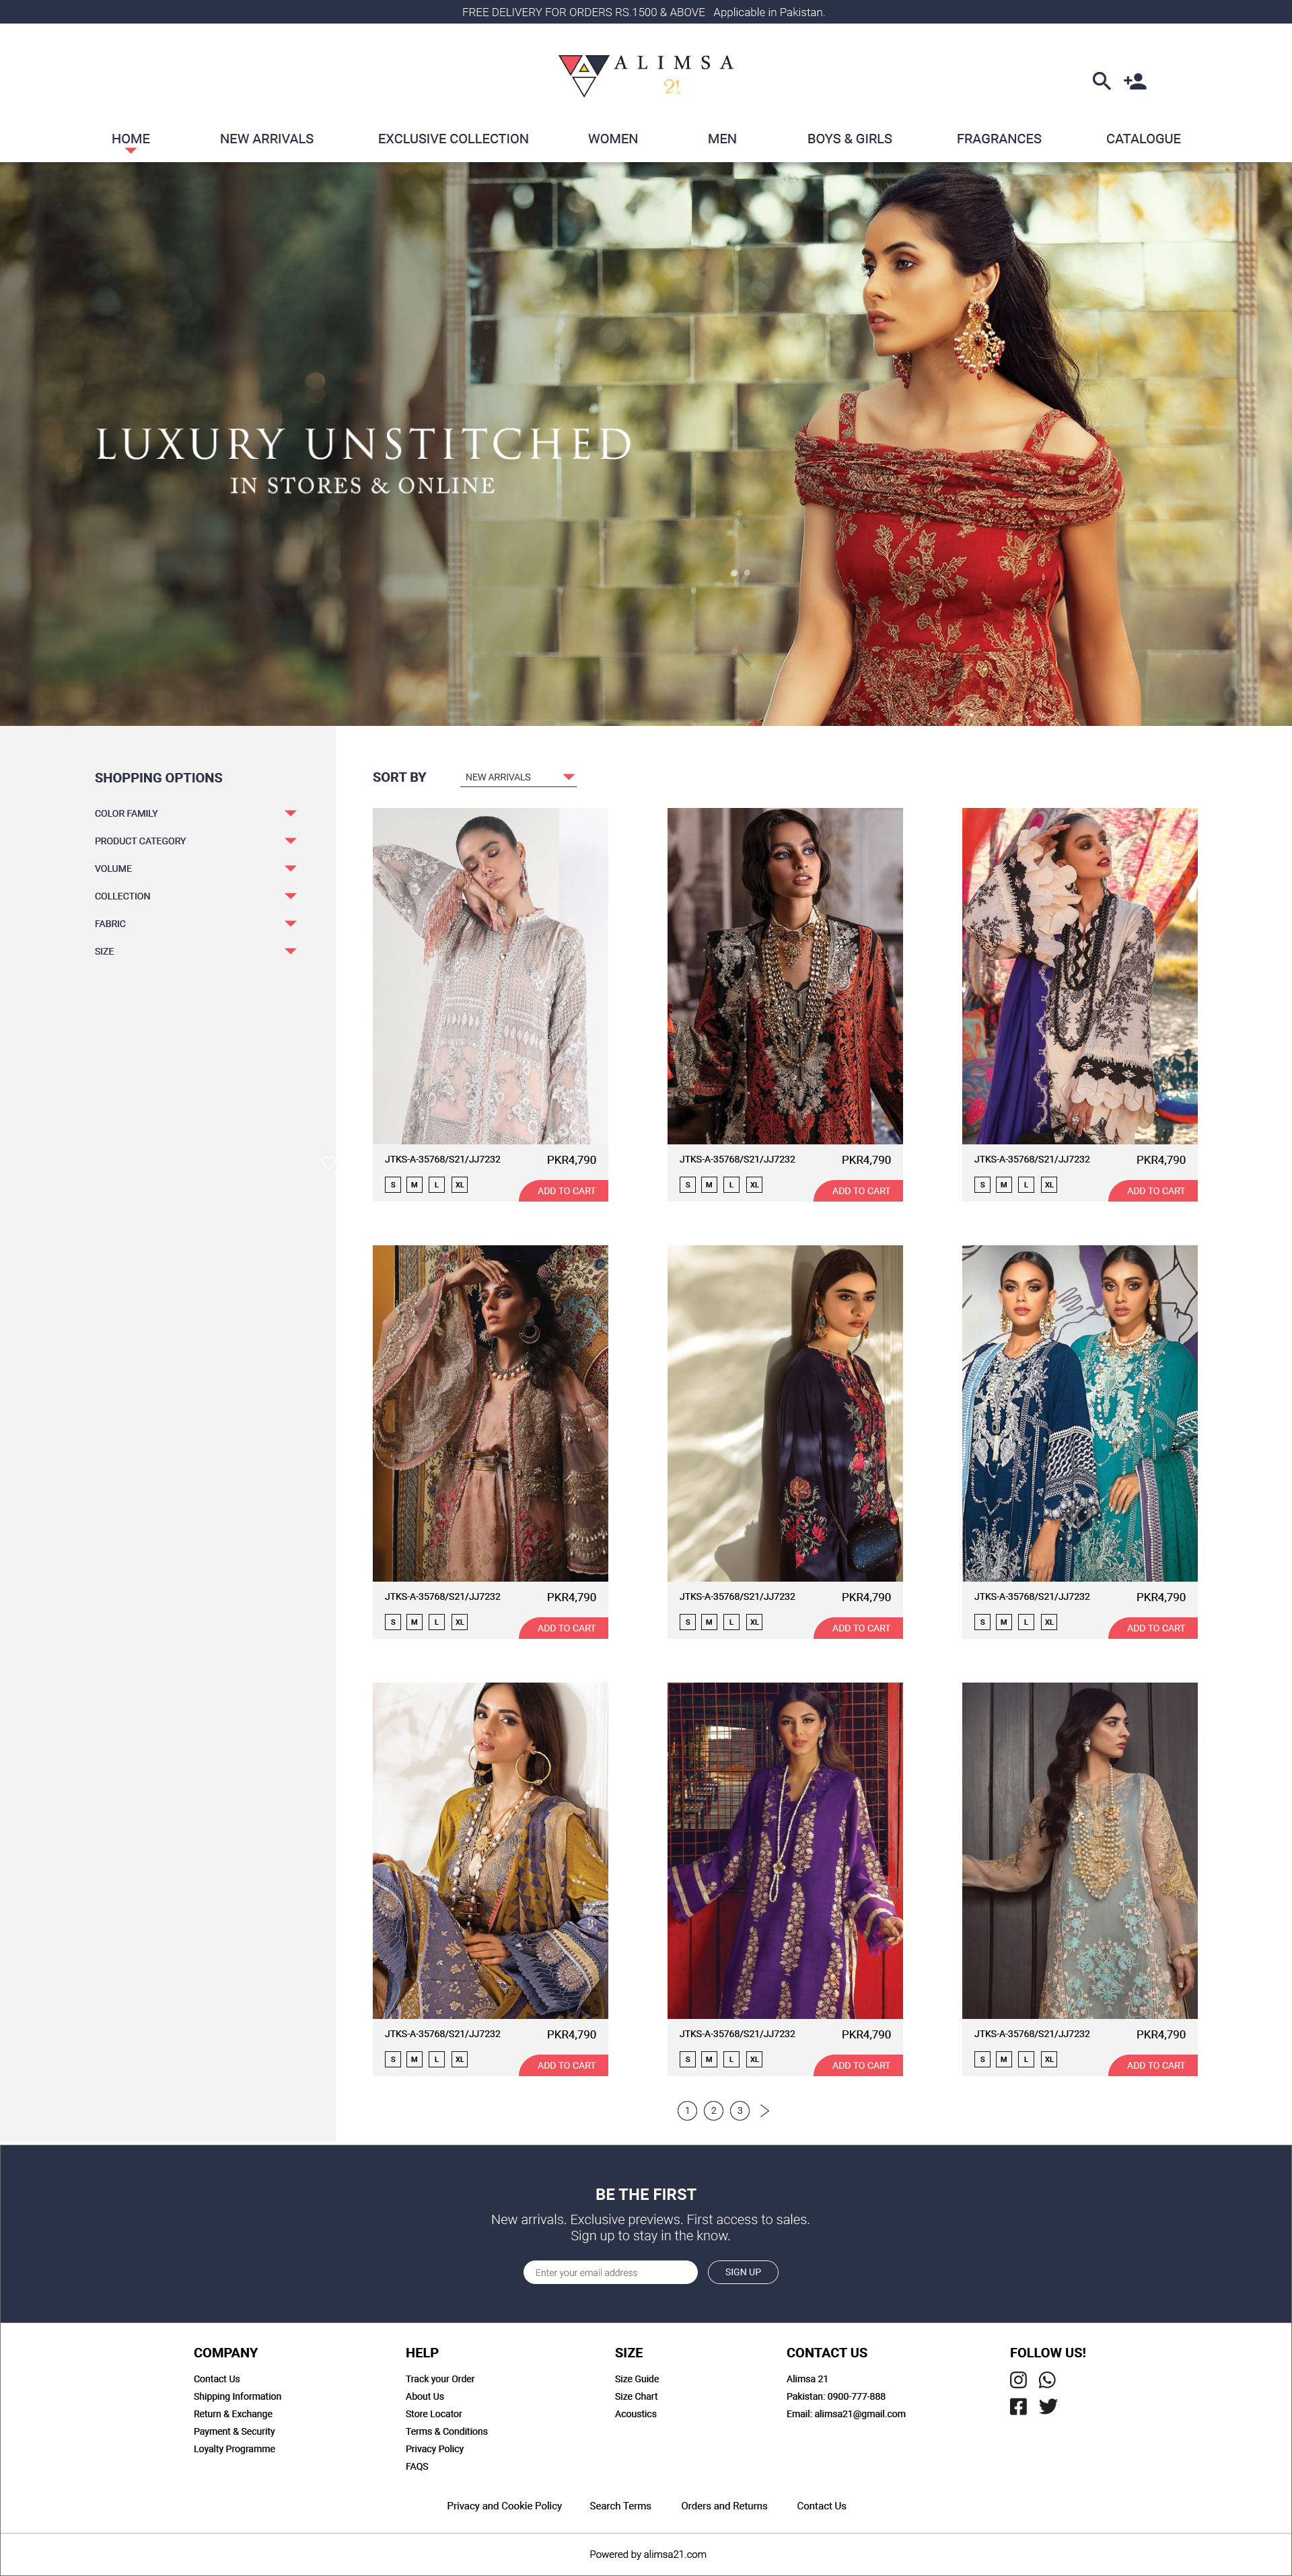 FREE DELIVERY FOR ORDERS RS.1500 & ABOVE Applicable in Pakistan.
ALIMSA
21
HOME NEW ARRIVALS EXCLUSIVE COLLECTION WOMEN MEN BOYS & GIRLS FRAGRANCES CATALOGUE
LUXURY UNSTITCHED
IN STORES & ONLINE
SHOPPING OPTIONS
COLOR FAMILY
PRODUCT CATEGORY
VOLUME
COLLECTION
FABRIC
SIZE
SORT BY NEW ARRIVALS
JTKS-A-35768/S21/JJ7232 PKR4,790
S M L XL ADD TO CART
JTKS-A-35768/S21/JJ7232 PKR4,790
S M L XL ADD TO CART
JTKS-A-35768/S21/JJ7232 PKR4,790
S M L XL ADD TO CART
JTKS-A-35768/S21/JJ7232 PKR4,790
S M L XL ADD TO CART
JTKS-A-35768/S21/JJ7232 PKR4,790
S M L XL ADD TO CART
JTKS-A-35768/S21/JJ7232 PKR4,790
S M L XL ADD TO CART
JTKS-A-35768/S21/JJ7232 PKR4,790
S M L XL ADD TO CART
JTKS-A-35768/S21/JJ7232 PKR4,790
S M L XL ADD TO CART
JTKS-A-35768/S21/JJ7232 PKR4,790
S M L XL ADD TO CART
1 2 3
BE THE FIRST
New arrivals. Exclusive previews. First access to sales.
Sign up to stay in the know.
Enter your email address SIGN UP
COMPANY
Contact Us
Shipping Information
Return & Exchange
Payment & Security
Loyalty Programme
HELP
Track your Order
About Us
Store Locator
Terms & Conditions
Privacy Policy
FAQS
SIZE
Size Guide
Size Chart
Acoustics
CONTACT US
Alimsa 21
Pakistan: 0900-777-888
Email: alimsa21@gmail.com
FOLLOW US!
Privacy and Cookie Policy Search Terms Orders and Returns Contact Us
Powered by alimsa21.com